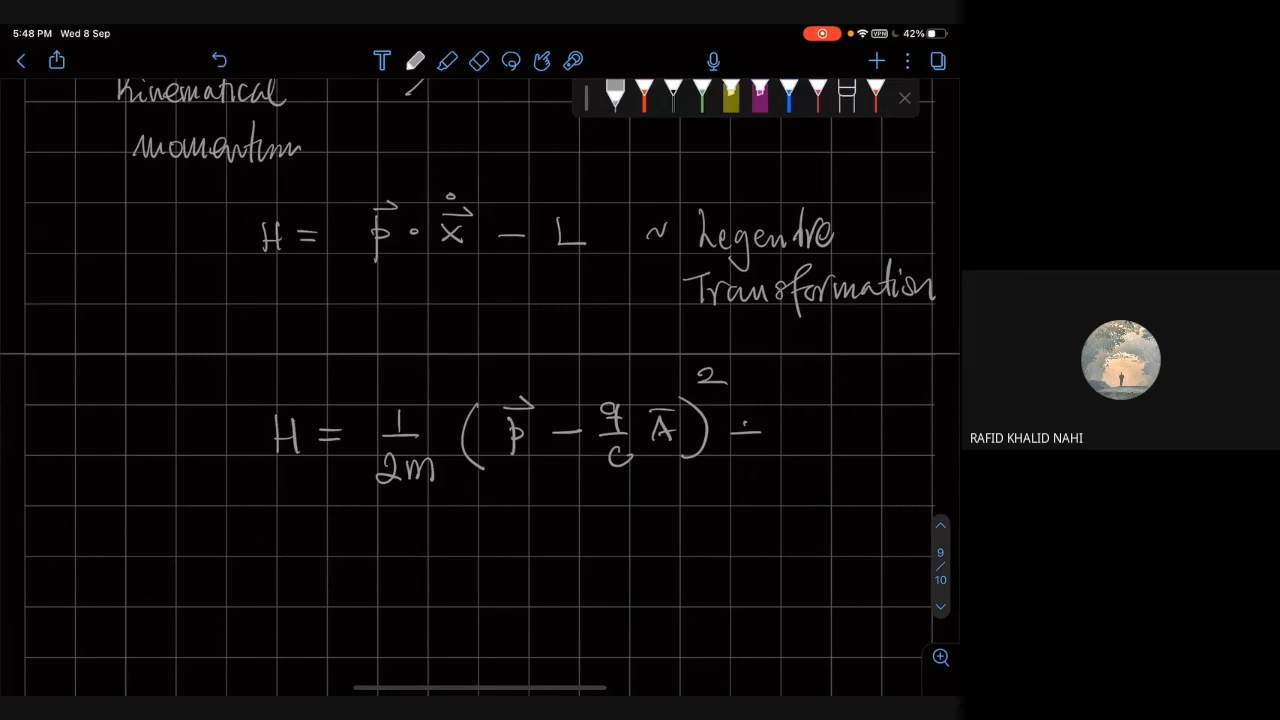 5:48 PM Wed 8 Sep
VPN 42%
T
Kinematical
momentum
H = p⃗ · ẋ⃗ - L ~ Legendre
Transformation
H = 1/2m (p⃗ - q/c A̅)²
RAFID KHALID NAHI
9
/
10